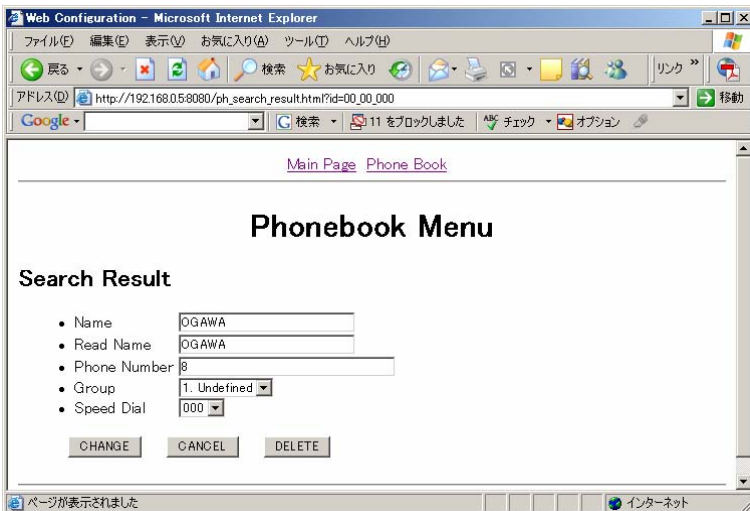 Web Configuration - Microsoft Internet Explorer
ファイル(F) 編集(E) 表示(V) お気に入り(A) ツール(T) ヘルプ(H)
戻る 検索 お気に入り リンク »
アドレス(D) http://192.168.0.5:8080/ph_search_result.html?id=00_00_000 移動
Google G 検索 11 をブロックしました ABC チェック オプション
Main Page Phone Book
Phonebook Menu
Search Result
• Name OGAWA
• Read Name OGAWA
• Phone Number 8
• Group 1. Undefined
• Speed Dial 000
CHANGE CANCEL DELETE
ページが表示されました インターネット